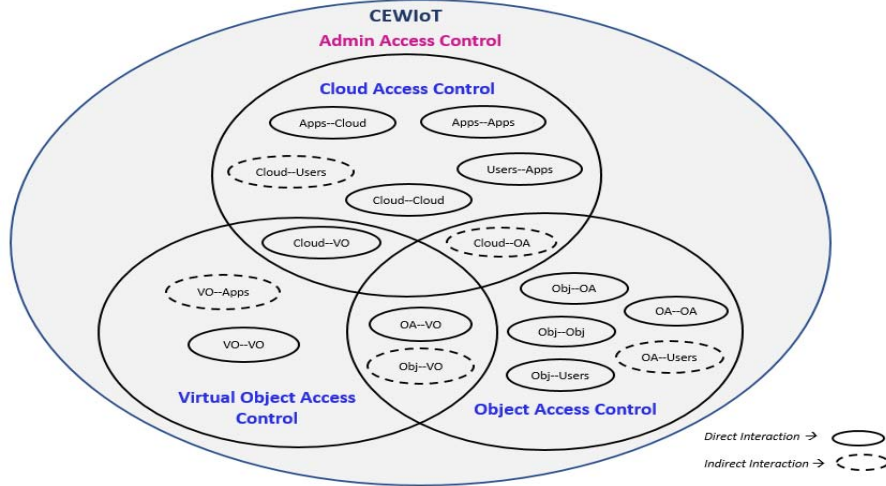 CEWIoT
Admin Access Control
Cloud Access Control
Apps--Cloud
Apps--Apps
Cloud--Users
Users--Apps
Cloud--Cloud
Cloud--VO
Cloud--OA
VO--Apps
Obj--OA
OA--OA
OA--VO
Obj--Obj
VO--VO
OA--Users
Obj--VO
Obj--Users
Virtual Object Access
Control
Object Access Control
Direct Interaction →
Indirect Interaction →